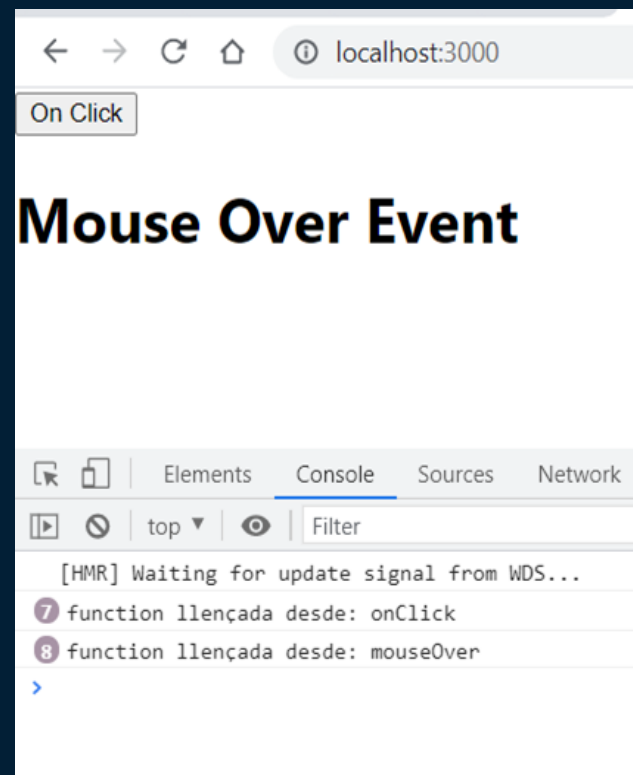 localhost:3000
On Click
Mouse Over Event
Elements Console Sources Network
top Filter
[HMR] Waiting for update signal from WDS...
7 function llençada desde: onClick
8 function llençada desde: mouseOver